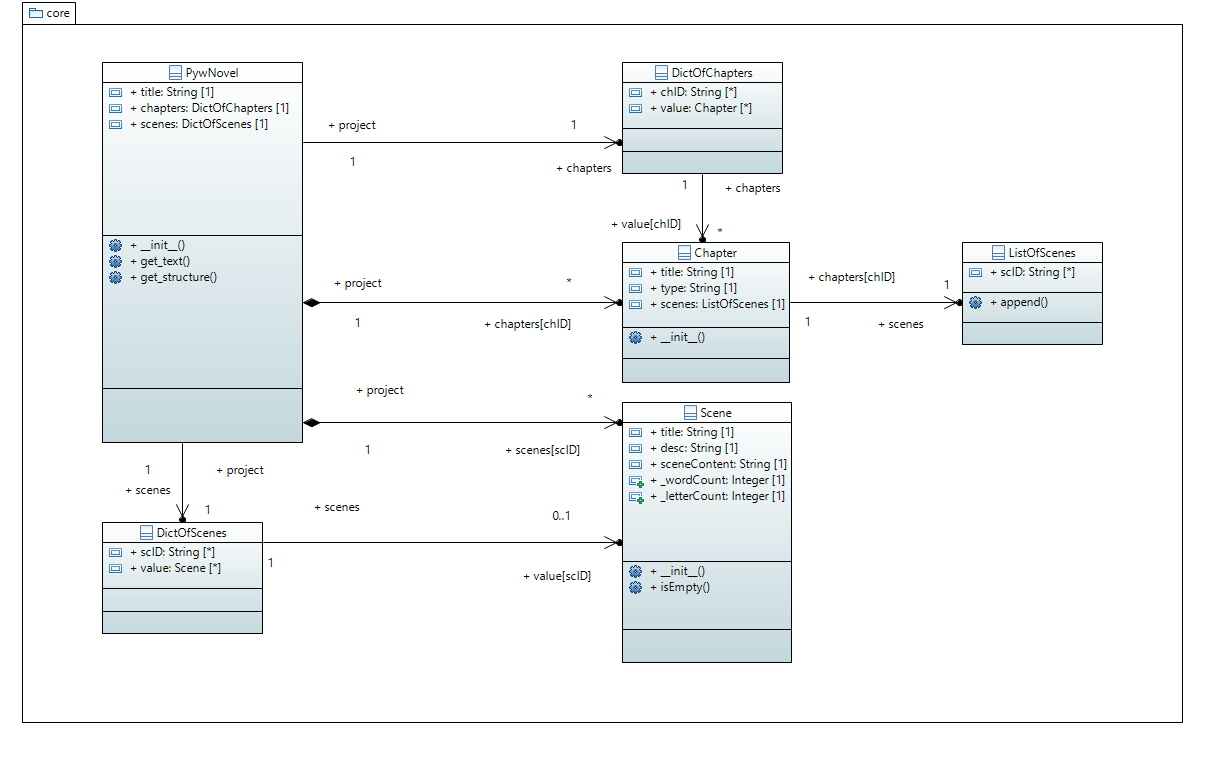 core
PywNovel
+ title: String [1]
+ chapters: DictOfChapters [1]
+ scenes: DictOfScenes [1]
+ __init__()
+ get_text()
+ get_structure()
DictOfChapters
+ chID: String [*]
+ value: Chapter [*]
+ project
1
1
+ chapters
1
+ chapters
+ value[chID]
*
Chapter
+ title: String [1]
+ type: String [1]
+ scenes: ListOfScenes [1]
+ __init__()
ListOfScenes
+ scID: String [*]
+ append()
+ project
*
1
+ chapters[chID]
+ chapters[chID]
1
1
+ scenes
+ project
*
1
+ scenes[scID]
Scene
+ title: String [1]
+ desc: String [1]
+ sceneContent: String [1]
+ _wordCount: Integer [1]
+ _letterCount: Integer [1]
+ __init__()
+ isEmpty()
1
+ project
+ scenes
1
DictOfScenes
+ scID: String [*]
+ value: Scene [*]
+ scenes
0..1
1
+ value[scID]